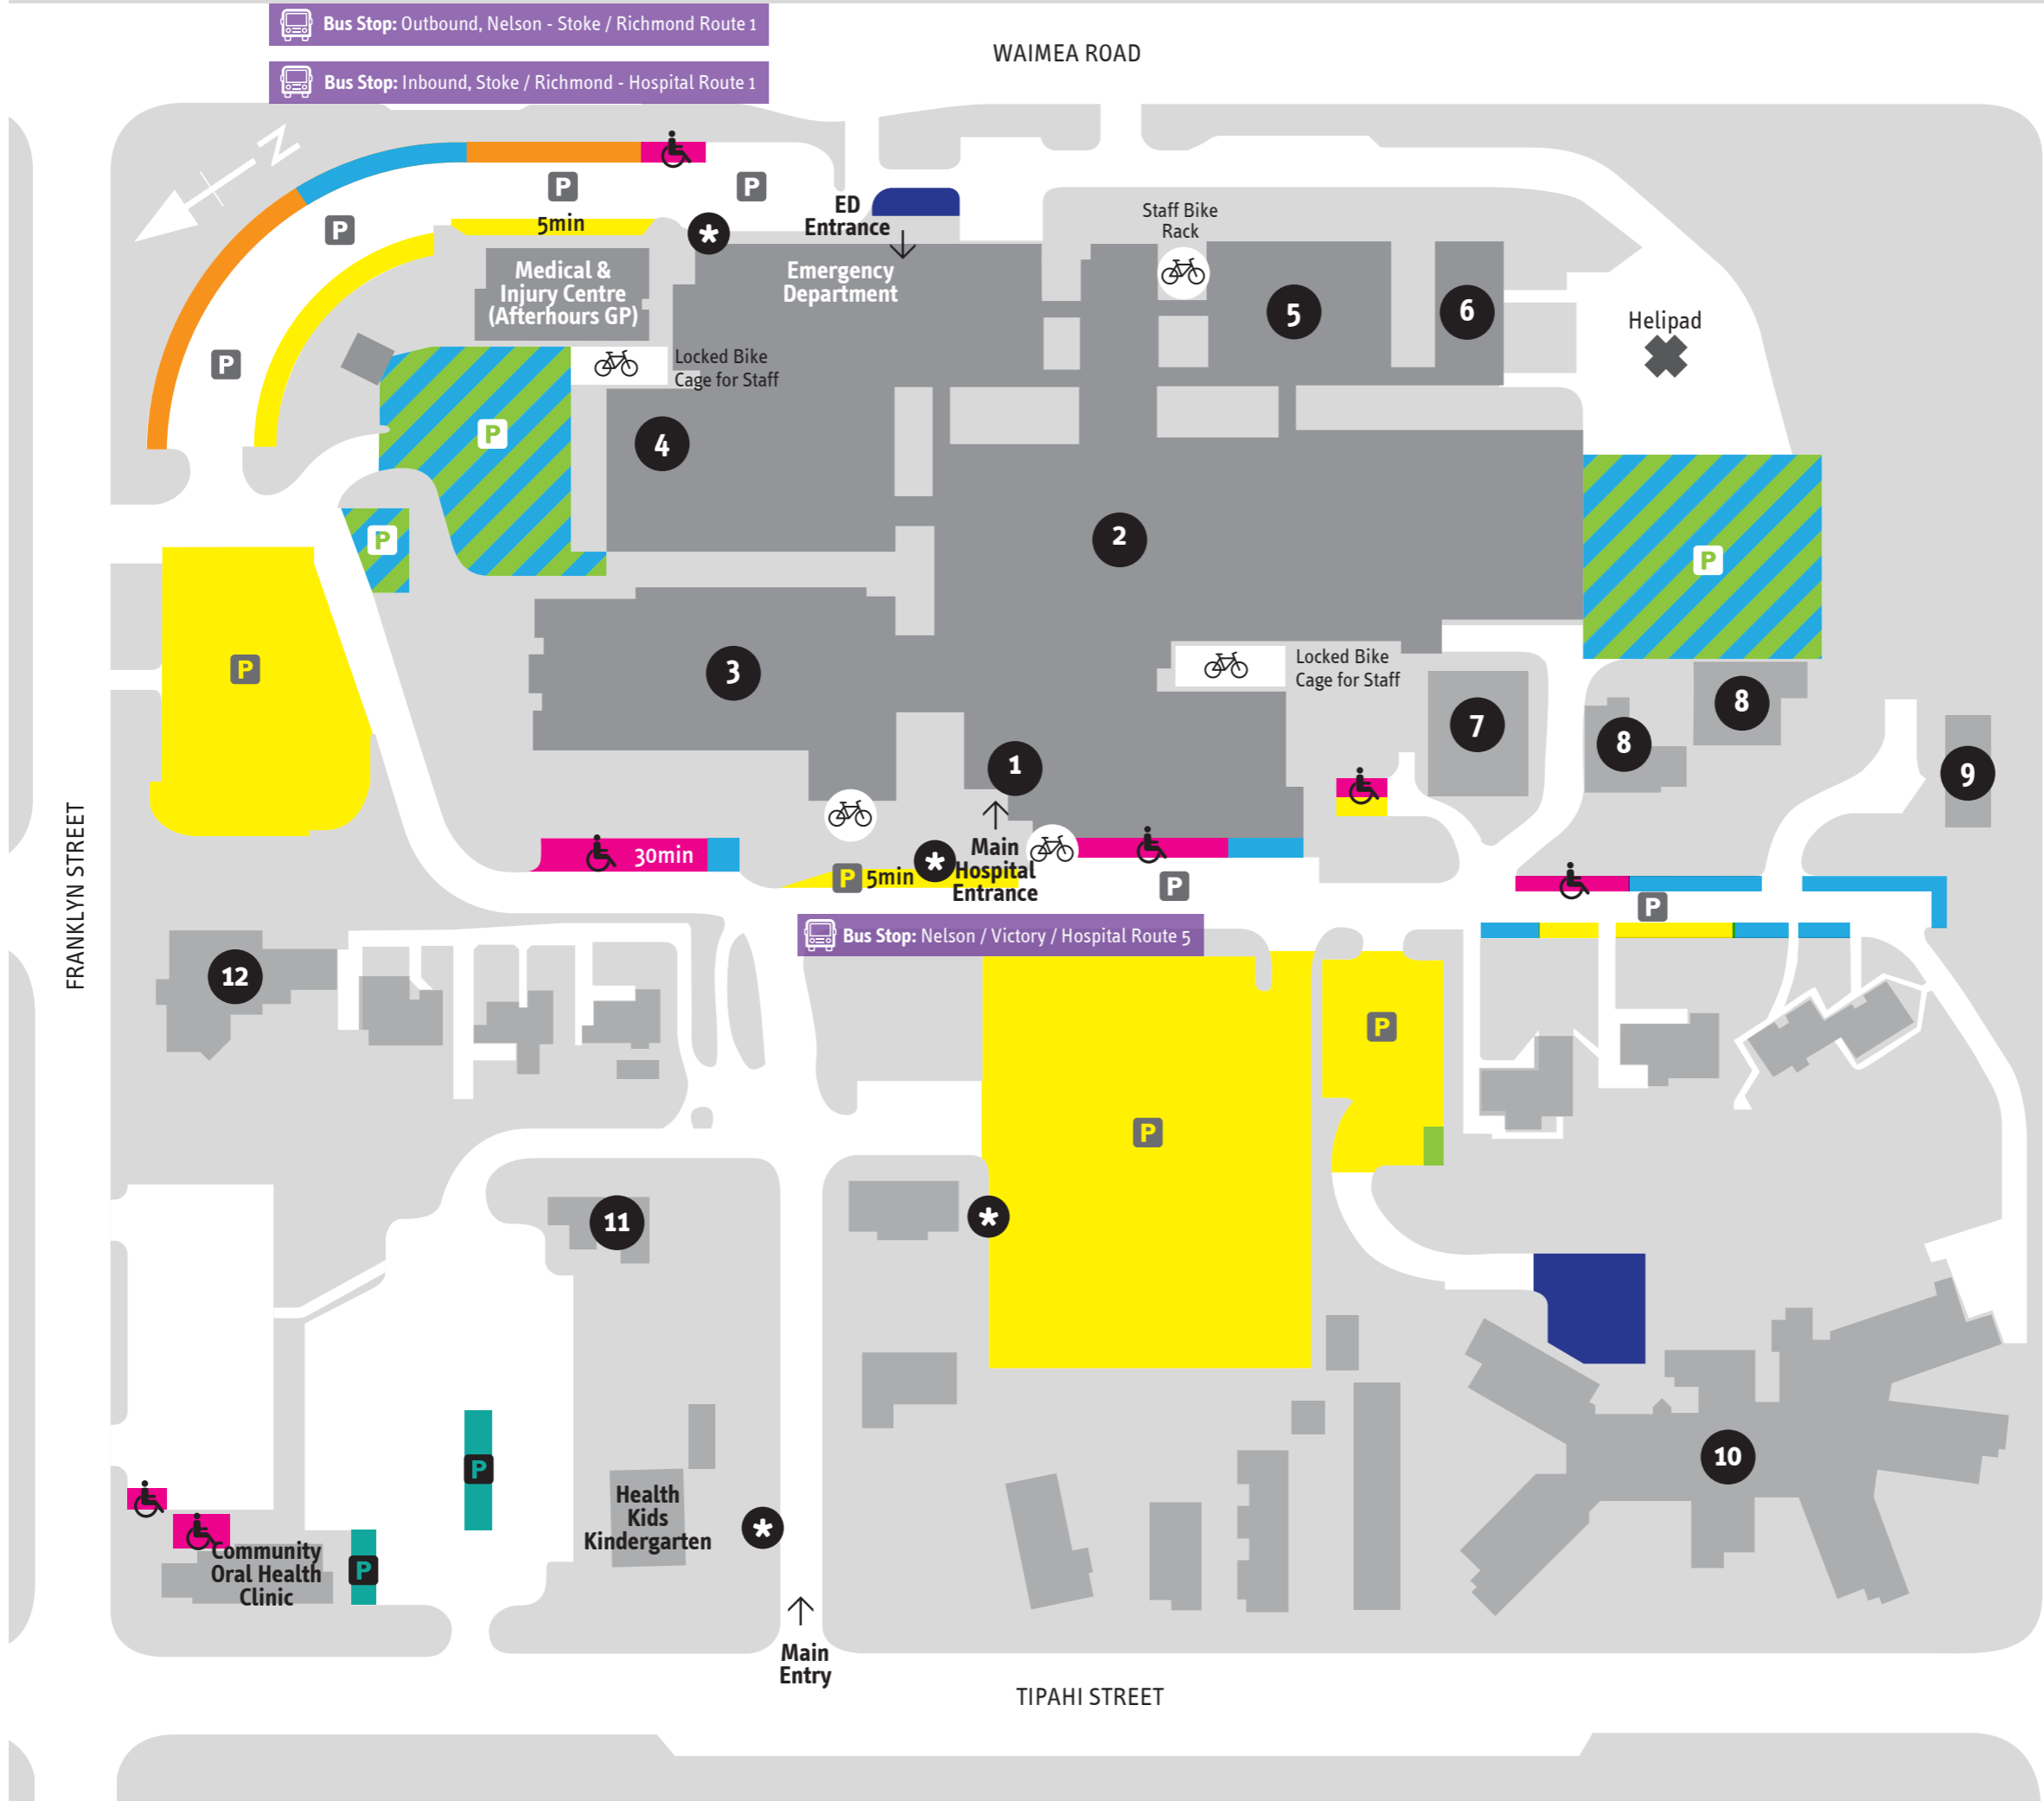 Bus Stop: Outbound, Nelson - Stoke / Richmond Route 1
WAIMEA ROAD
Bus Stop: Inbound, Stoke / Richmond - Hospital Route 1
N
P
P
P
P
5min
*
ED
Entrance
Staff Bike
Rack
Medical &
Injury Centre
(Afterhours GP)
Emergency
Department
5
6
Helipad
Locked Bike
Cage for Staff
P
4
P
2
P
P
3
Locked Bike
Cage for Staff
7
8
8
9
1
30min
P 5min
*
Main
Hospital
Entrance
P
P
FRANKLYN STREET
Bus Stop: Nelson / Victory / Hospital Route 5
12
P
P
11
*
10
P
P
Health
Kids
Kindergarten
*
Community
Oral Health
Clinic
Main
Entry
TIPAHI STREET